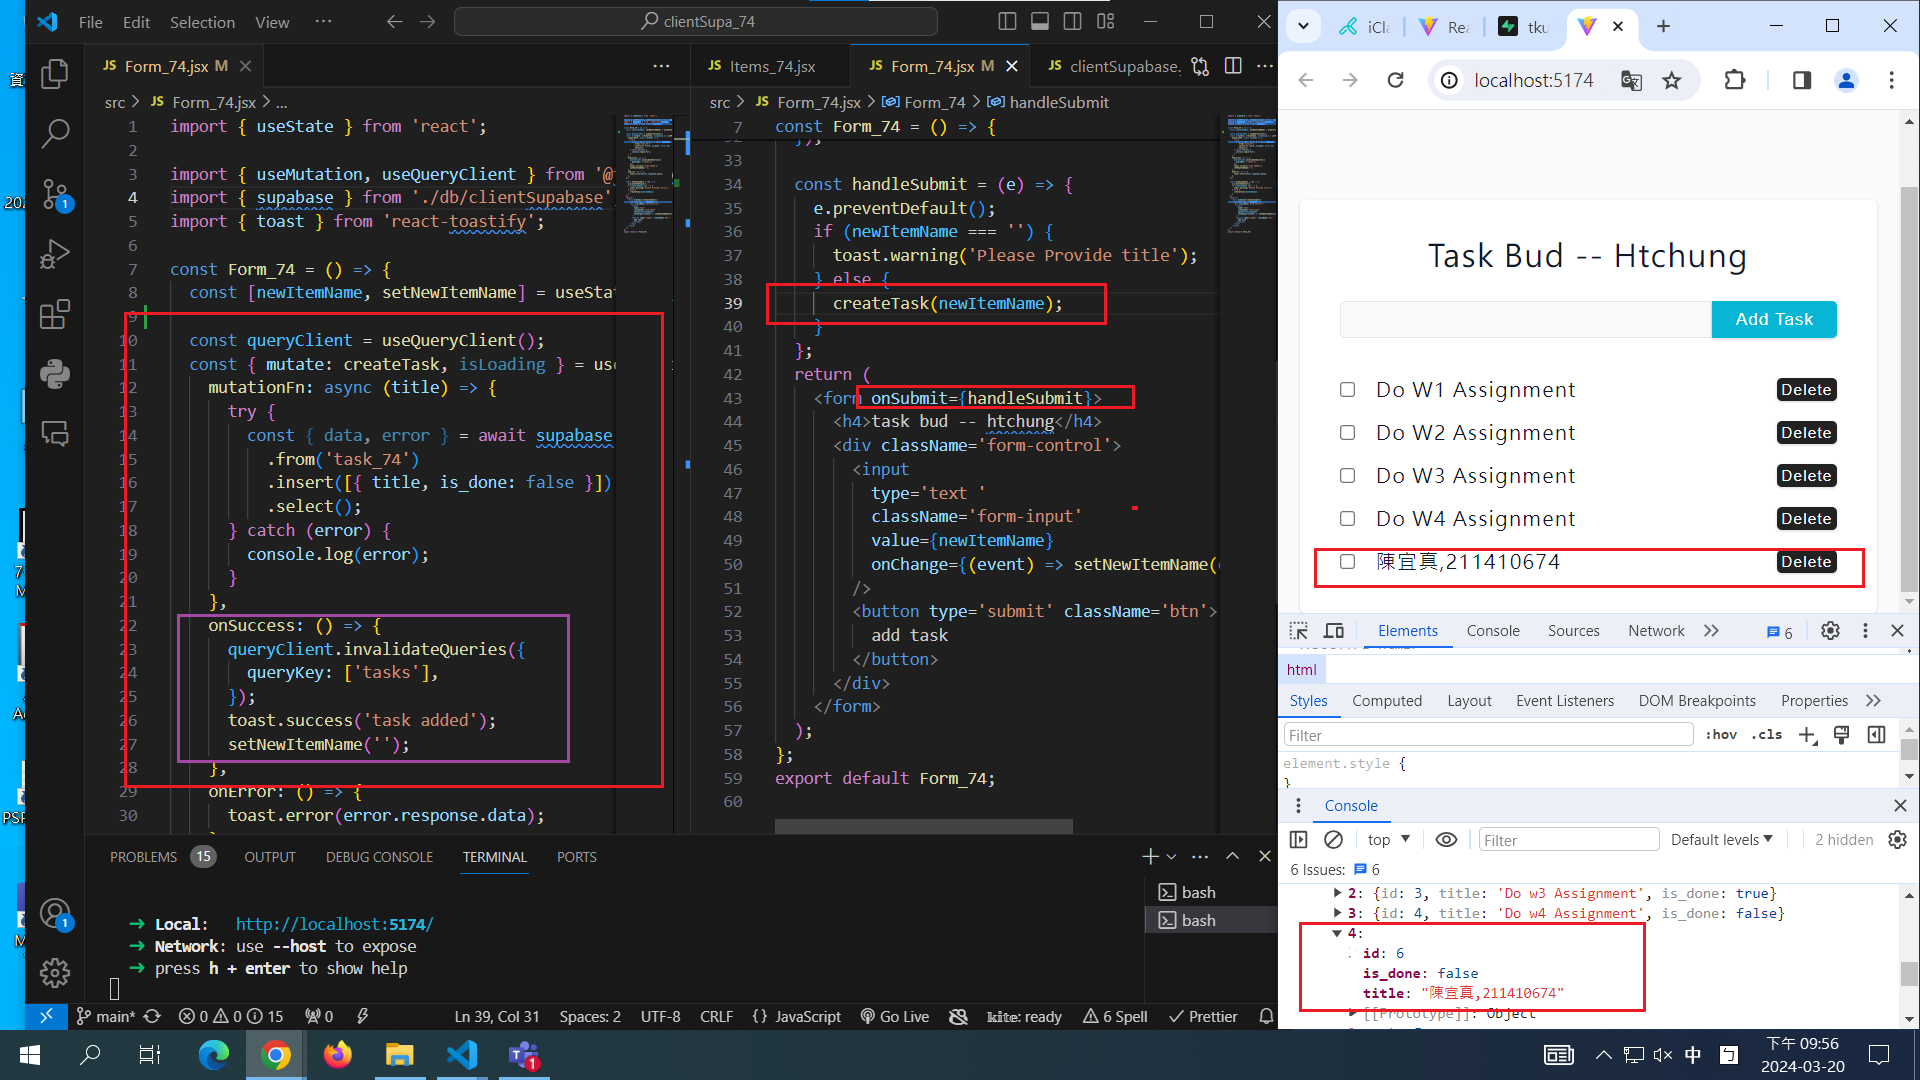 File Edit Selection View ··· clientSupa_74
JS Form_74.jsx M
src > JS Form_74.jsx > ...
1 import { useState } from 'react';
2
3 import { useMutation, useQueryClient } from '@
4 import { supabase } from './db/clientSupabase'
5 import { toast } from 'react-toastify';
6
7 const Form_74 = () => {
8 const [newItemName, setNewItemName] = useSta
9
10 const queryClient = useQueryClient();
11 const { mutate: createTask, isLoading } = use
12 mutationFn: async (title) => {
13 try {
14 const { data, error } = await supabase
15 .from('task_74')
16 .insert([{ title, is_done: false }])
17 .select();
18 } catch (error) {
19 console.log(error);
20 }
21 },
22 onSuccess: () => {
23 queryClient.invalidateQueries({
24 queryKey: ['tasks'],
25 });
26 toast.success('task added');
27 setNewItemName('');
28 },
29 onError: () => {
30 toast.error(error.response.data);
JS Items_74.jsx JS Form_74.jsx M JS clientSupabase.
src > JS Form_74.jsx > Form_74 > handleSubmit
7 const Form_74 = () => {
32 });
33
34 const handleSubmit = (e) => {
35 e.preventDefault();
36 if (newItemName === '') {
37 toast.warning('Please Provide title');
38 } else {
39 createTask(newItemName);
40 }
41 };
42 return (
43 <form onSubmit={handleSubmit}>
44 <h4>task bud -- htchung</h4>
45 <div className='form-control'>
46 <input
47 type='text '
48 className='form-input'
49 value={newItemName}
50 onChange={(event) => setNewItemName(
51 />
52 <button type='submit' className='btn'>
53 add task
54 </button>
55 </div>
56 </form>
57 );
58 };
59 export default Form_74;
60
PROBLEMS 15 OUTPUT DEBUG CONSOLE TERMINAL PORTS
➜ Local: http://localhost:5174/
➜ Network: use --host to expose
➜ press h + enter to show help
bash
bash
main* 0 0 15 0 Ln 39, Col 31 Spaces: 2 UTF-8 CRLF {} JavaScript Go Live kite: ready 6 Spell Prettier
iCla Rea tku
localhost:5174
Task Bud -- Htchung
Add Task
Do W1 Assignment Delete
Do W2 Assignment Delete
Do W3 Assignment Delete
Do W4 Assignment Delete
陳宜真,211410674 Delete
Elements Console Sources Network 6
html
Styles Computed Layout Event Listeners DOM Breakpoints Properties
Filter :hov .cls
element.style {
}
Console
top Filter Default levels 2 hidden
6 Issues: 6
2: {id: 3, title: 'Do w3 Assignment', is_done: true}
3: {id: 4, title: 'Do w4 Assignment', is_done: false}
4:
id: 6
is_done: false
title: "陳宜真,211410674"
[[Prototype]]: Object
1 中 ㄅ 下午 09:56
2024-03-20